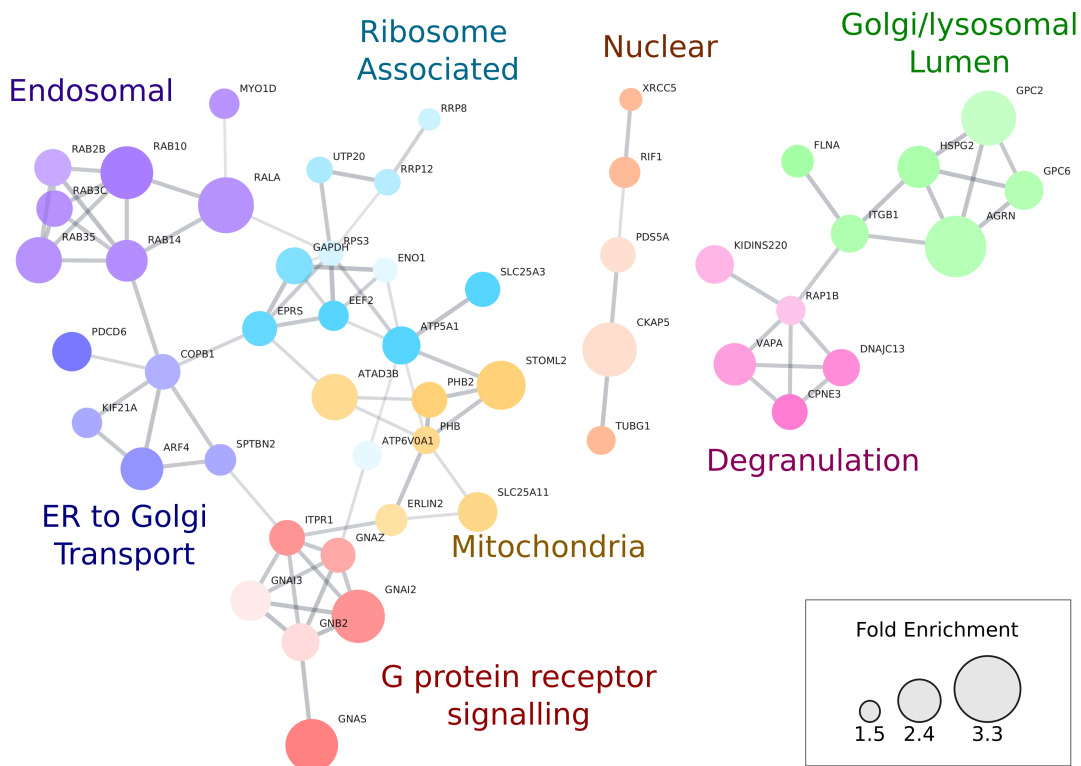 Ribosome
Associated
Nuclear
Golgi/lysosomal
Lumen
Endosomal
MYO1D
XRCC5
GPC2
RRP8
RAB2B
RAB10
UTP20
RRP12
RIF1
FLNA
HSPG2
GPC6
RAB3C
RALA
RAB35
RAB14
GAPDH
RPS3
ENO1
PDS5A
ITGB1
AGRN
KIDINS220
SLC25A3
EPRS
EEF2
ATP5A1
RAP1B
PDCD6
COPB1
CKAP5
VAPA
DNAJC13
ATAD3B
PHB2
STOML2
CPNE3
KIF21A
ARF4
SPTBN2
ATP6V0A1
PHB
TUBG1
Degranulation
SLC25A11
ER to Golgi
Transport
ITPR1
ERLIN2
GNAZ
Mitochondria
GNAI3
GNAI2
GNB2
G protein receptor
signalling
GNAS
Fold Enrichment
1.5 2.4 3.3